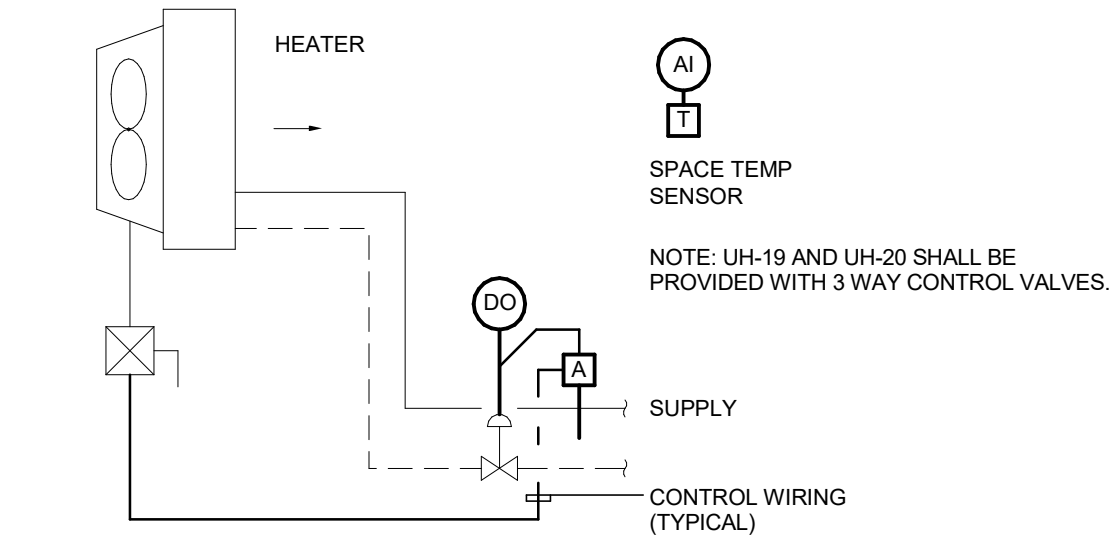 HEATER
AI
T
SPACE TEMP
SENSOR
NOTE: UH-19 AND UH-20 SHALL BE
PROVIDED WITH 3 WAY CONTROL VALVES.
DO
A
SUPPLY
CONTROL WIRING
(TYPICAL)